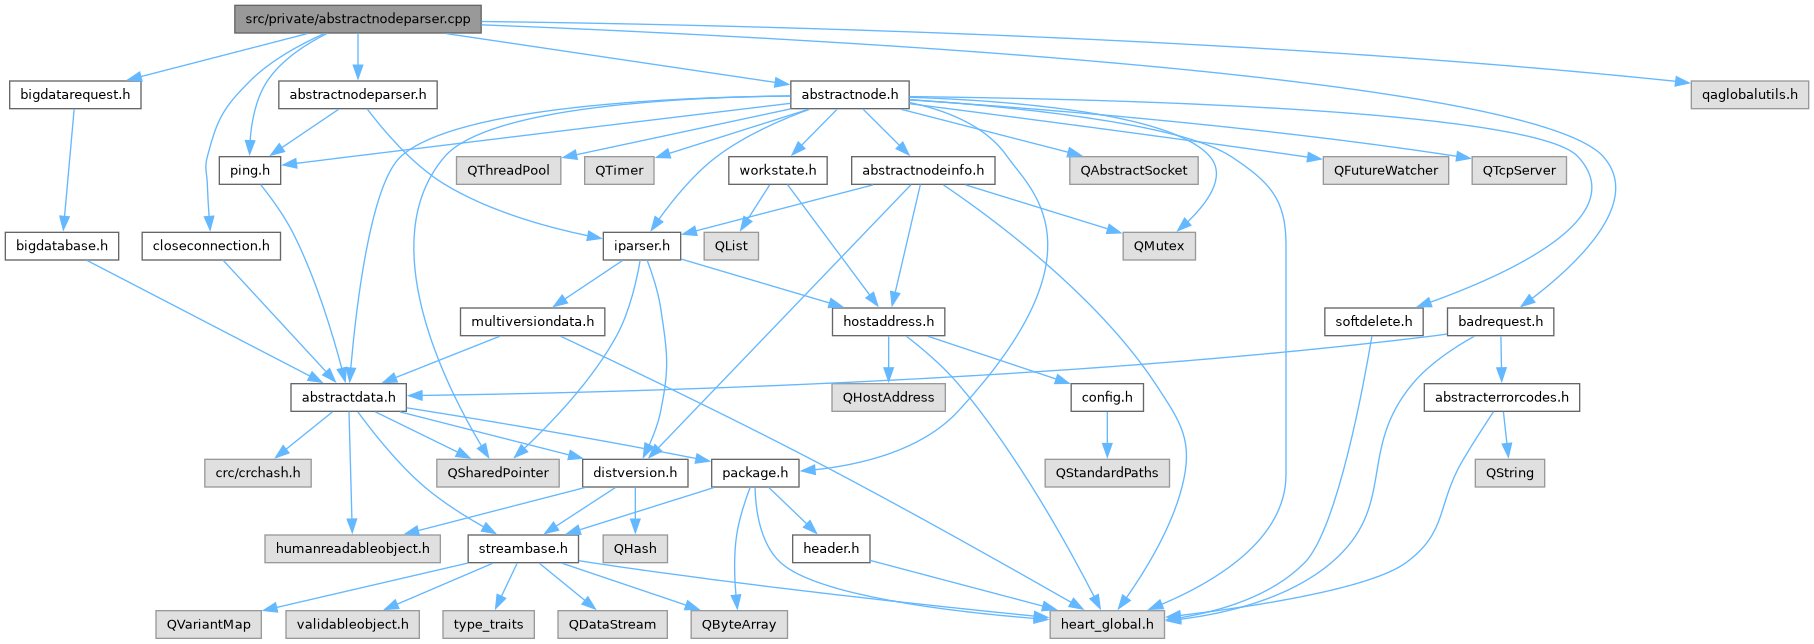 src/private/abstractnodeparser.cpp
bigdatarequest.h
abstractnodeparser.h
abstractnode.h
qaglobalutils.h
ping.h
QThreadPool
QTimer
workstate.h
abstractnodeinfo.h
QAbstractSocket
QFutureWatcher
QTcpServer
bigdatabase.h
closeconnection.h
iparser.h
QList
QMutex
multiversiondata.h
hostaddress.h
softdelete.h
badrequest.h
abstractdata.h
QHostAddress
config.h
abstracterrorcodes.h
crc/crchash.h
QSharedPointer
distversion.h
package.h
QStandardPaths
QString
humanreadableobject.h
streambase.h
QHash
header.h
QVariantMap
validableobject.h
type_traits
QDataStream
QByteArray
heart_global.h